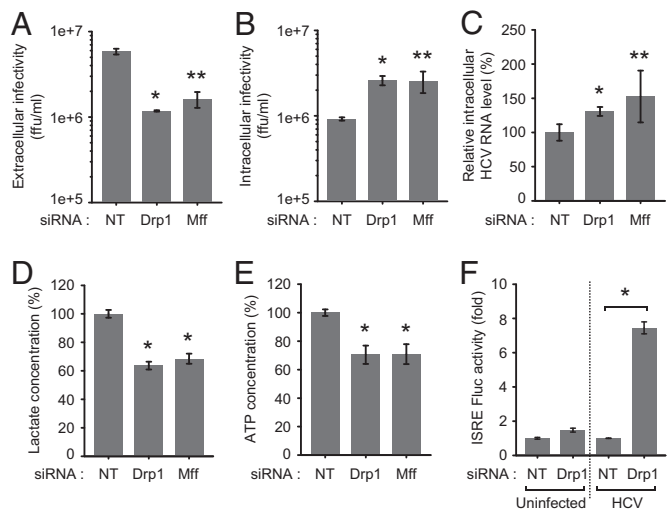 A
Extracellular infectivity
(ffu/ml)
1e+7
1e+6
1e+5
*
**
siRNA : NT Drp1 Mff
B
Intracellular infectivity
(ffu/ml)
1e+7
1e+6
1e+5
*
**
siRNA : NT Drp1 Mff
C
Relative intracellular
HCV RNA level (%)
200
150
100
50
0
*
**
siRNA : NT Drp1 Mff
D
Lactate concentration (%)
120
100
80
60
40
20
0
*
*
siRNA : NT Drp1 Mff
E
ATP concentration (%)
120
100
80
60
40
20
0
*
*
siRNA : NT Drp1 Mff
F
ISRE Fluc activity (fold)
10
8
6
4
2
0
*
siRNA : NT Drp1 NT Drp1
Uninfected HCV